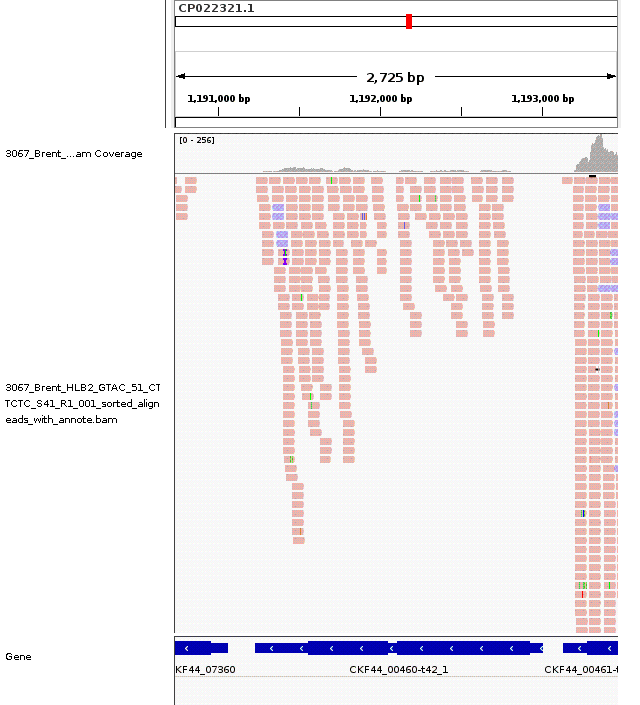 CP022321.1
2,725 bp
1,191,000 bp 1,192,000 bp 1,193,000 bp
[0 - 256]
3067_Brent_...am Coverage
3067_Brent_HLB2_GTAC_51_CT
TCTC_S41_R1_001_sorted_align
eads_with_annote.bam
Gene
KF44_07360 CKF44_00460-t42_1 CKF44_00461-t